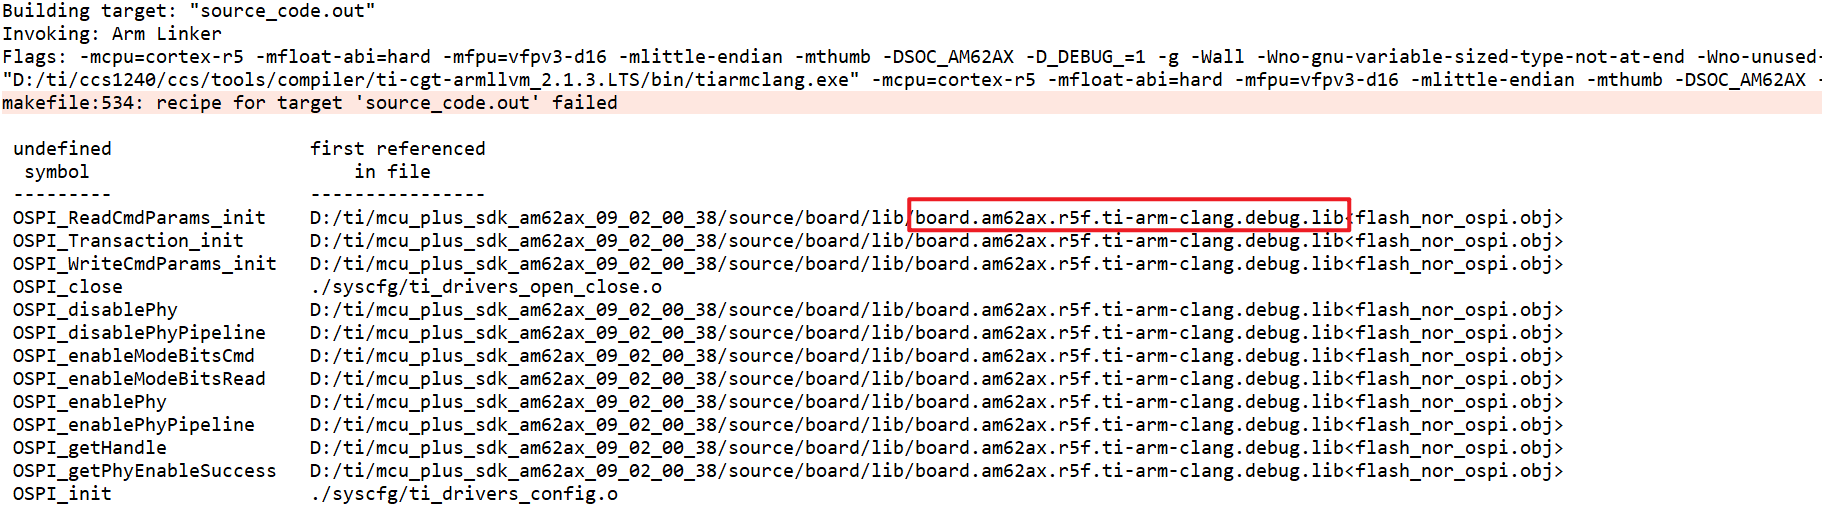 Building target: "source_code.out"
Invoking: Arm Linker
Flags: -mcpu=cortex-r5 -mfloat-abi=hard -mfpu=vfpv3-d16 -mlittle-endian -mthumb -DSOC_AM62AX -D_DEBUG_=1 -g -Wall -Wno-gnu-variable-sized-type-not-at-end -Wno-unused-
"D:/ti/ccs1240/ccs/tools/compiler/ti-cgt-armllvm_2.1.3.LTS/bin/tiarmclang.exe" -mcpu=cortex-r5 -mfloat-abi=hard -mfpu=vfpv3-d16 -mlittle-endian -mthumb -DSOC_AM62AX -
makefile:534: recipe for target 'source_code.out' failed
undefined first referenced
symbol in file
--------- ----------------
OSPI_ReadCmdParams_init D:/ti/mcu_plus_sdk_am62ax_09_02_00_38/source/board/lib/board.am62ax.r5f.ti-arm-clang.debug.lib<flash_nor_ospi.obj>
OSPI_Transaction_init D:/ti/mcu_plus_sdk_am62ax_09_02_00_38/source/board/lib/board.am62ax.r5f.ti-arm-clang.debug.lib<flash_nor_ospi.obj>
OSPI_WriteCmdParams_init D:/ti/mcu_plus_sdk_am62ax_09_02_00_38/source/board/lib/board.am62ax.r5f.ti-arm-clang.debug.lib<flash_nor_ospi.obj>
OSPI_close ./syscfg/ti_drivers_open_close.o
OSPI_disablePhy D:/ti/mcu_plus_sdk_am62ax_09_02_00_38/source/board/lib/board.am62ax.r5f.ti-arm-clang.debug.lib<flash_nor_ospi.obj>
OSPI_disablePhyPipeline D:/ti/mcu_plus_sdk_am62ax_09_02_00_38/source/board/lib/board.am62ax.r5f.ti-arm-clang.debug.lib<flash_nor_ospi.obj>
OSPI_enableModeBitsCmd D:/ti/mcu_plus_sdk_am62ax_09_02_00_38/source/board/lib/board.am62ax.r5f.ti-arm-clang.debug.lib<flash_nor_ospi.obj>
OSPI_enableModeBitsRead D:/ti/mcu_plus_sdk_am62ax_09_02_00_38/source/board/lib/board.am62ax.r5f.ti-arm-clang.debug.lib<flash_nor_ospi.obj>
OSPI_enablePhy D:/ti/mcu_plus_sdk_am62ax_09_02_00_38/source/board/lib/board.am62ax.r5f.ti-arm-clang.debug.lib<flash_nor_ospi.obj>
OSPI_enablePhyPipeline D:/ti/mcu_plus_sdk_am62ax_09_02_00_38/source/board/lib/board.am62ax.r5f.ti-arm-clang.debug.lib<flash_nor_ospi.obj>
OSPI_getHandle D:/ti/mcu_plus_sdk_am62ax_09_02_00_38/source/board/lib/board.am62ax.r5f.ti-arm-clang.debug.lib<flash_nor_ospi.obj>
OSPI_getPhyEnableSuccess D:/ti/mcu_plus_sdk_am62ax_09_02_00_38/source/board/lib/board.am62ax.r5f.ti-arm-clang.debug.lib<flash_nor_ospi.obj>
OSPI_init ./syscfg/ti_drivers_config.o